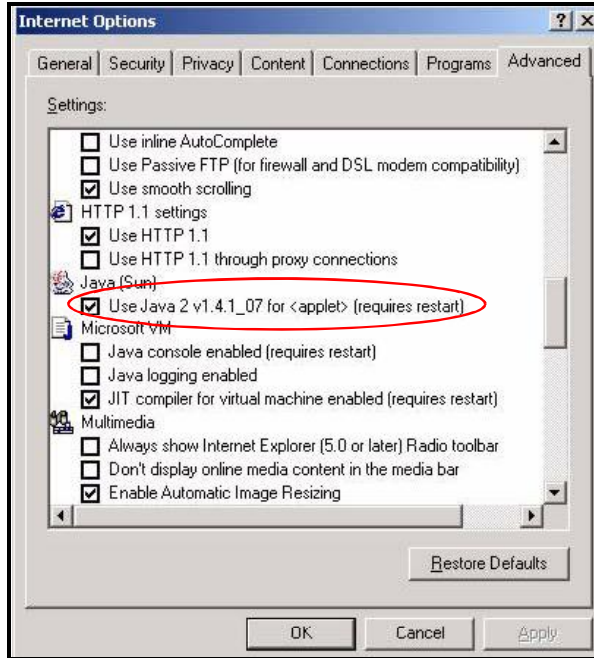 Internet Options
General Security Privacy Content Connections Programs Advanced
Settings:
Use inline AutoComplete
Use Passive FTP (for firewall and DSL modem compatibility)
Use smooth scrolling
HTTP 1.1 settings
Use HTTP 1.1
Use HTTP 1.1 through proxy connections
Java (Sun)
Use Java 2 v1.4.1_07 for <applet> (requires restart)
Microsoft VM
Java console enabled (requires restart)
Java logging enabled
JIT compiler for virtual machine enabled (requires restart)
Multimedia
Always show Internet Explorer (5.0 or later) Radio toolbar
Don't display online media content in the media bar
Enable Automatic Image Resizing
Restore Defaults
OK Cancel Apply